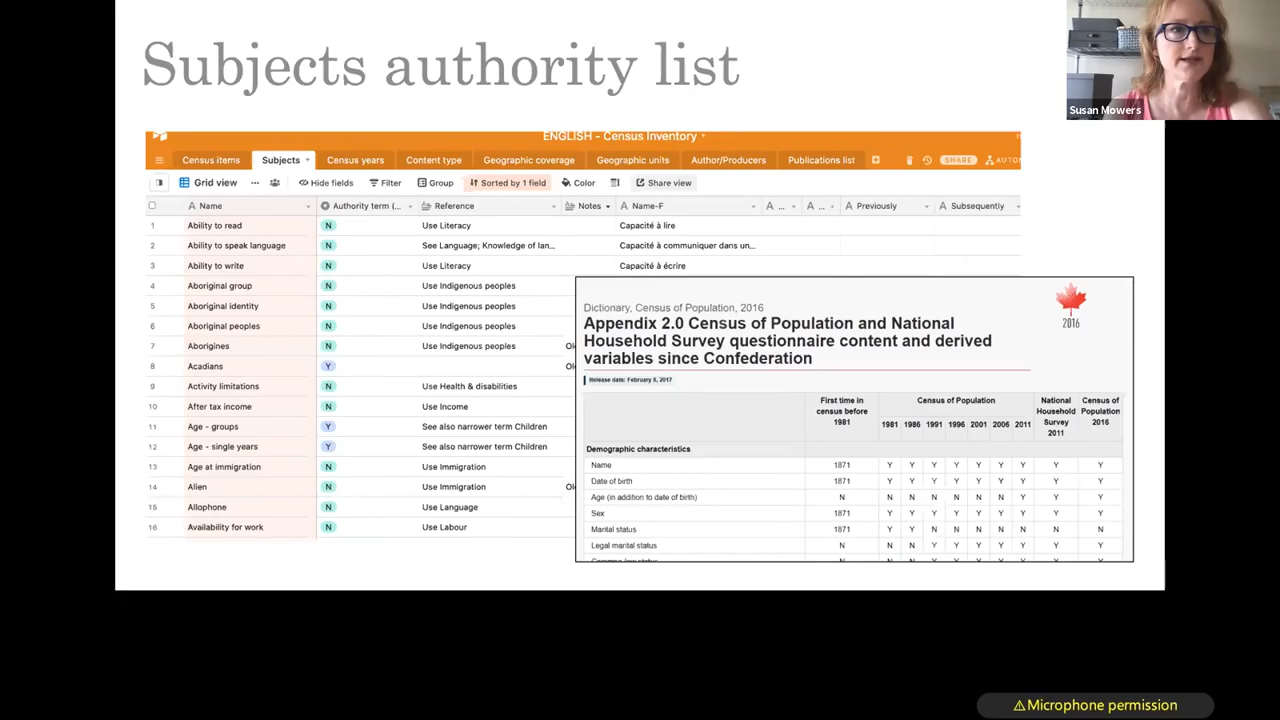 Subjects authority list
Susan Mowers
ENGLISH - Census Inventory
Census items Subjects Census years Content type Geographic coverage Geographic units Author/Producers Publications list SHARE
Grid view ... Hide fields Filter Group Sorted by 1 field Color Share view
Name Authority term (... Reference Notes Name-F ... ... Previously Subsequently
1 Ability to read N Use Literacy Capacité à lire
2 Ability to speak language N See Language; Knowledge of lan... Capacité à communiquer dans un...
3 Ability to write N Use Literacy Capacité à écrire
4 Aboriginal group N Use Indigenous peoples
5 Aboriginal identity N Use Indigenous peoples
6 Aboriginal peoples N Use Indigenous peoples
7 Aborigines N Use Indigenous peoples
8 Acadians Y
9 Activity limitations N Use Health & disabilities
10 After tax income N Use Income
11 Age - groups Y See also narrower term Children
12 Age - single years Y See also narrower term Children
13 Age at immigration N Use Immigration
14 Alien N Use Immigration
15 Allophone N Use Language
16 Availability for work N Use Labour
Dictionary, Census of Population, 2016
Appendix 2.0 Census of Population and National
Household Survey questionnaire content and derived
variables since Confederation
2016
Release date: February 8, 2017
First time in census before 1981 Census of Population National Household Survey 2011 Census of Population 2016
1981 1986 1991 1996 2001 2006 2011
Demographic characteristics
Name 1871 Y Y Y Y Y Y Y Y Y
Date of birth 1871 Y Y Y Y Y Y Y Y Y
Age (in addition to date of birth) N N N N N N N Y Y Y
Sex 1871 Y Y Y Y Y Y Y Y Y
Marital status 1871 Y Y N N N N N N N
Legal marital status N N N Y Y Y Y Y Y Y
Microphone permission